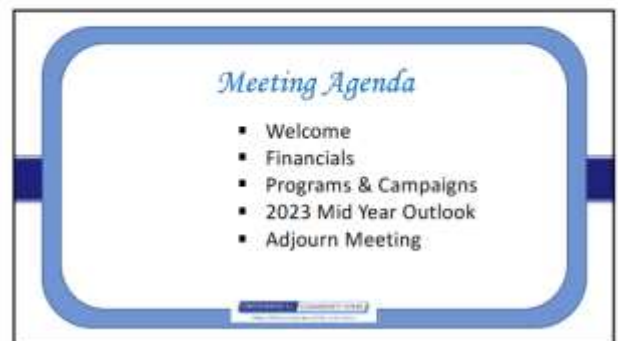 Meeting Agenda
Welcome
Financials
Programs & Campaigns
2023 Mid Year Outlook
Adjourn Meeting